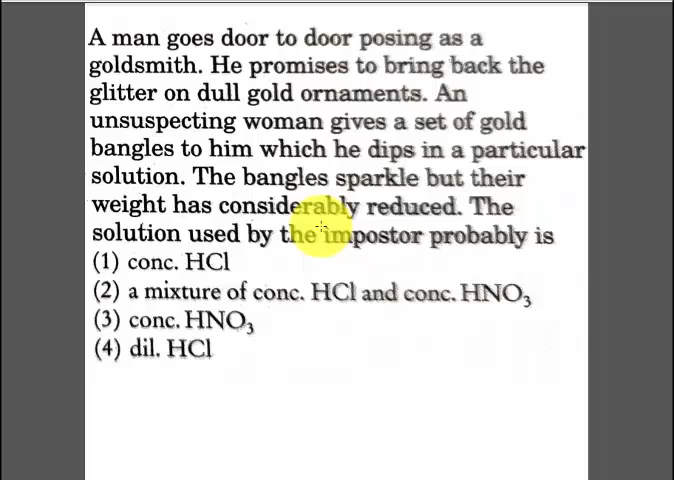 A man goes door to door posing as a
goldsmith. He promises to bring back the
glitter on dull gold ornaments. An
unsuspecting woman gives a set of gold
bangles to him which he dips in a particular
solution. The bangles sparkle but their
weight has considerably reduced. The
solution used by the impostor probably is
(1) conc. HCl
(2) a mixture of conc. HCl and conc. HNO₃
(3) conc. HNO₃
(4) dil. HCl